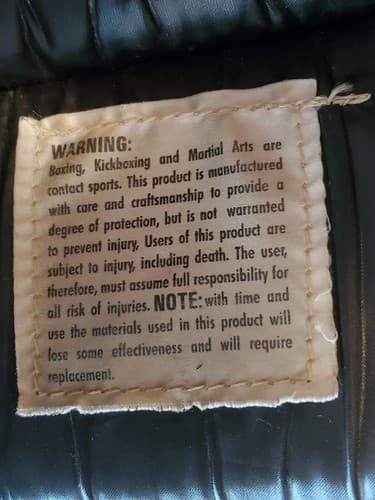 WARNING:
Boxing, Kickboxing and Martial Arts are
contact sports. This product is manufactured
with care and craftsmanship to provide a
degree of protection, but is not warranted
to prevent injury, Users of this product are
subject to injury, including death. The user,
therefore, must assume full responsibility for
all risk of injuries. NOTE: with time and
use the materials used in this product will
lose some effectiveness and will require
replacement.